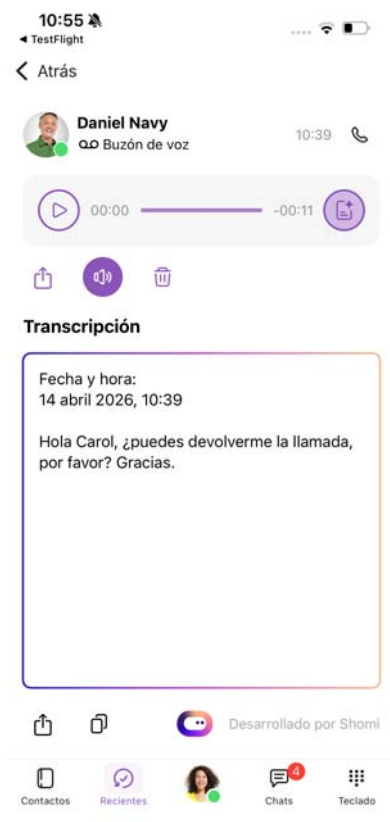 10:55
◀ TestFlight
Atrás
Daniel Navy
Buzón de voz
10:39
00:00
-00:11
Transcripción
Fecha y hora:
14 abril 2026, 10:39
Hola Carol, ¿puedes devolverme la llamada,
por favor? Gracias.
Desarrollado por Shomi
4
Contactos
Recientes
Chats
Teclado